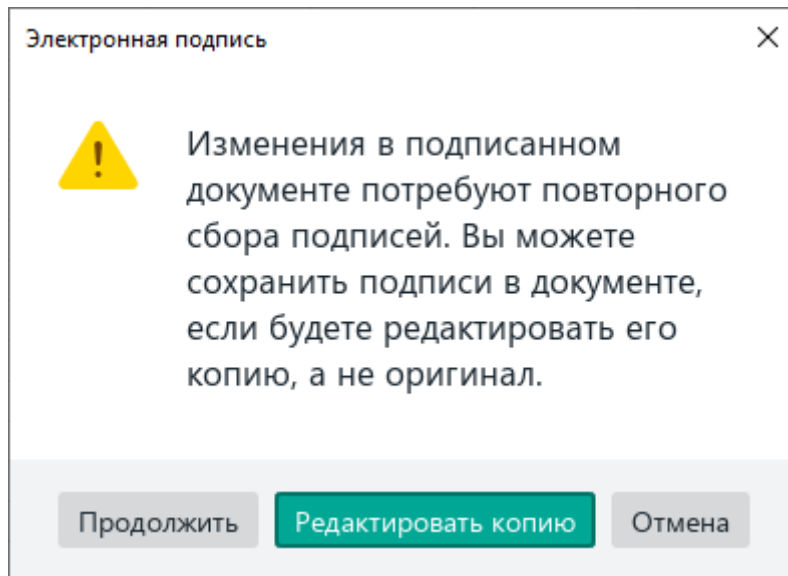 Электронная подпись
Изменения в подписанном
документе потребуют повторного
сбора подписей. Вы можете
сохранить подписи в документе,
если будете редактировать его
копию, а не оригинал.
Продолжить
Редактировать копию
Отмена